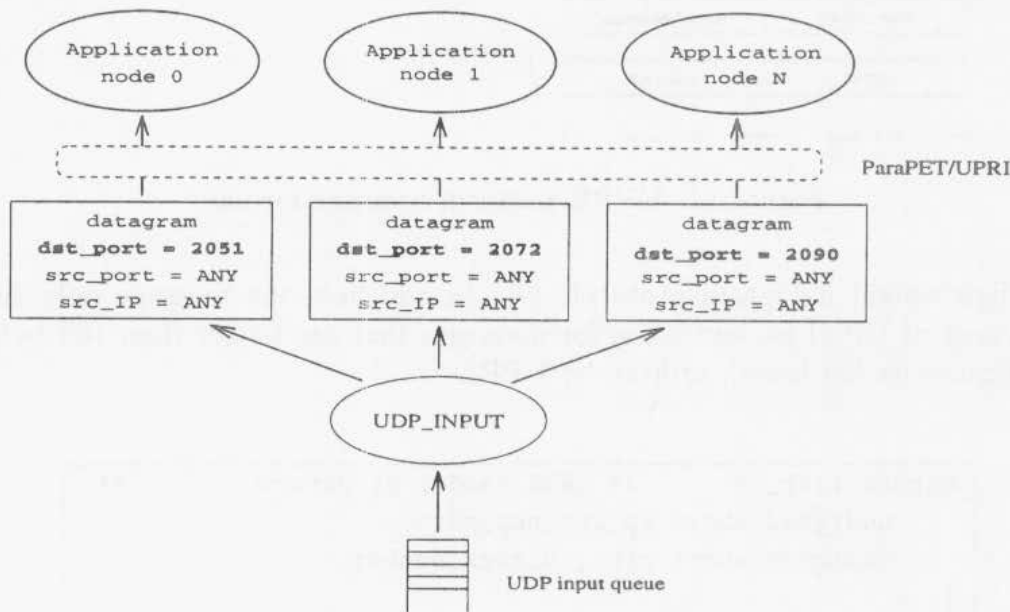 Application
node 0
Application
node 1
Application
node N
ParaPET/UPRI
datagram
dst_port = 2051
src_port = ANY
src_IP = ANY
datagram
dst_port = 2072
src_port = ANY
src_IP = ANY
datagram
dst_port = 2090
src_port = ANY
src_IP = ANY
UDP_INPUT
UDP input queue